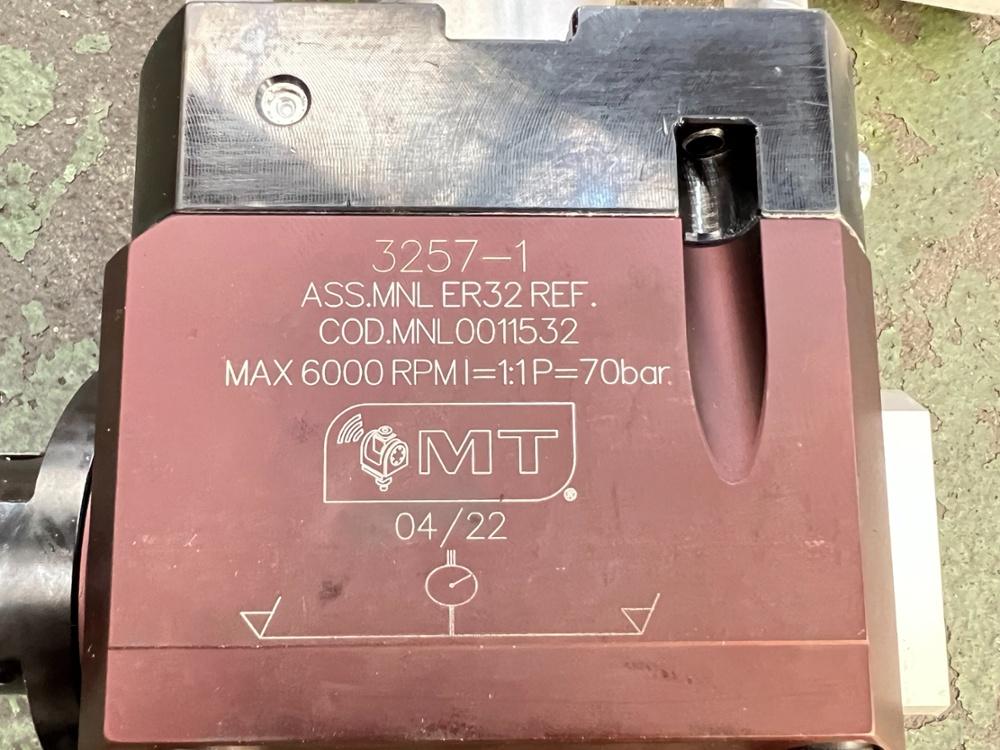 3257-1
ASS.MNL ER32 REF.
COD.MNL0011532
MAX 6000 RPM I=1:1 P=70bar.
MT
®
04/22